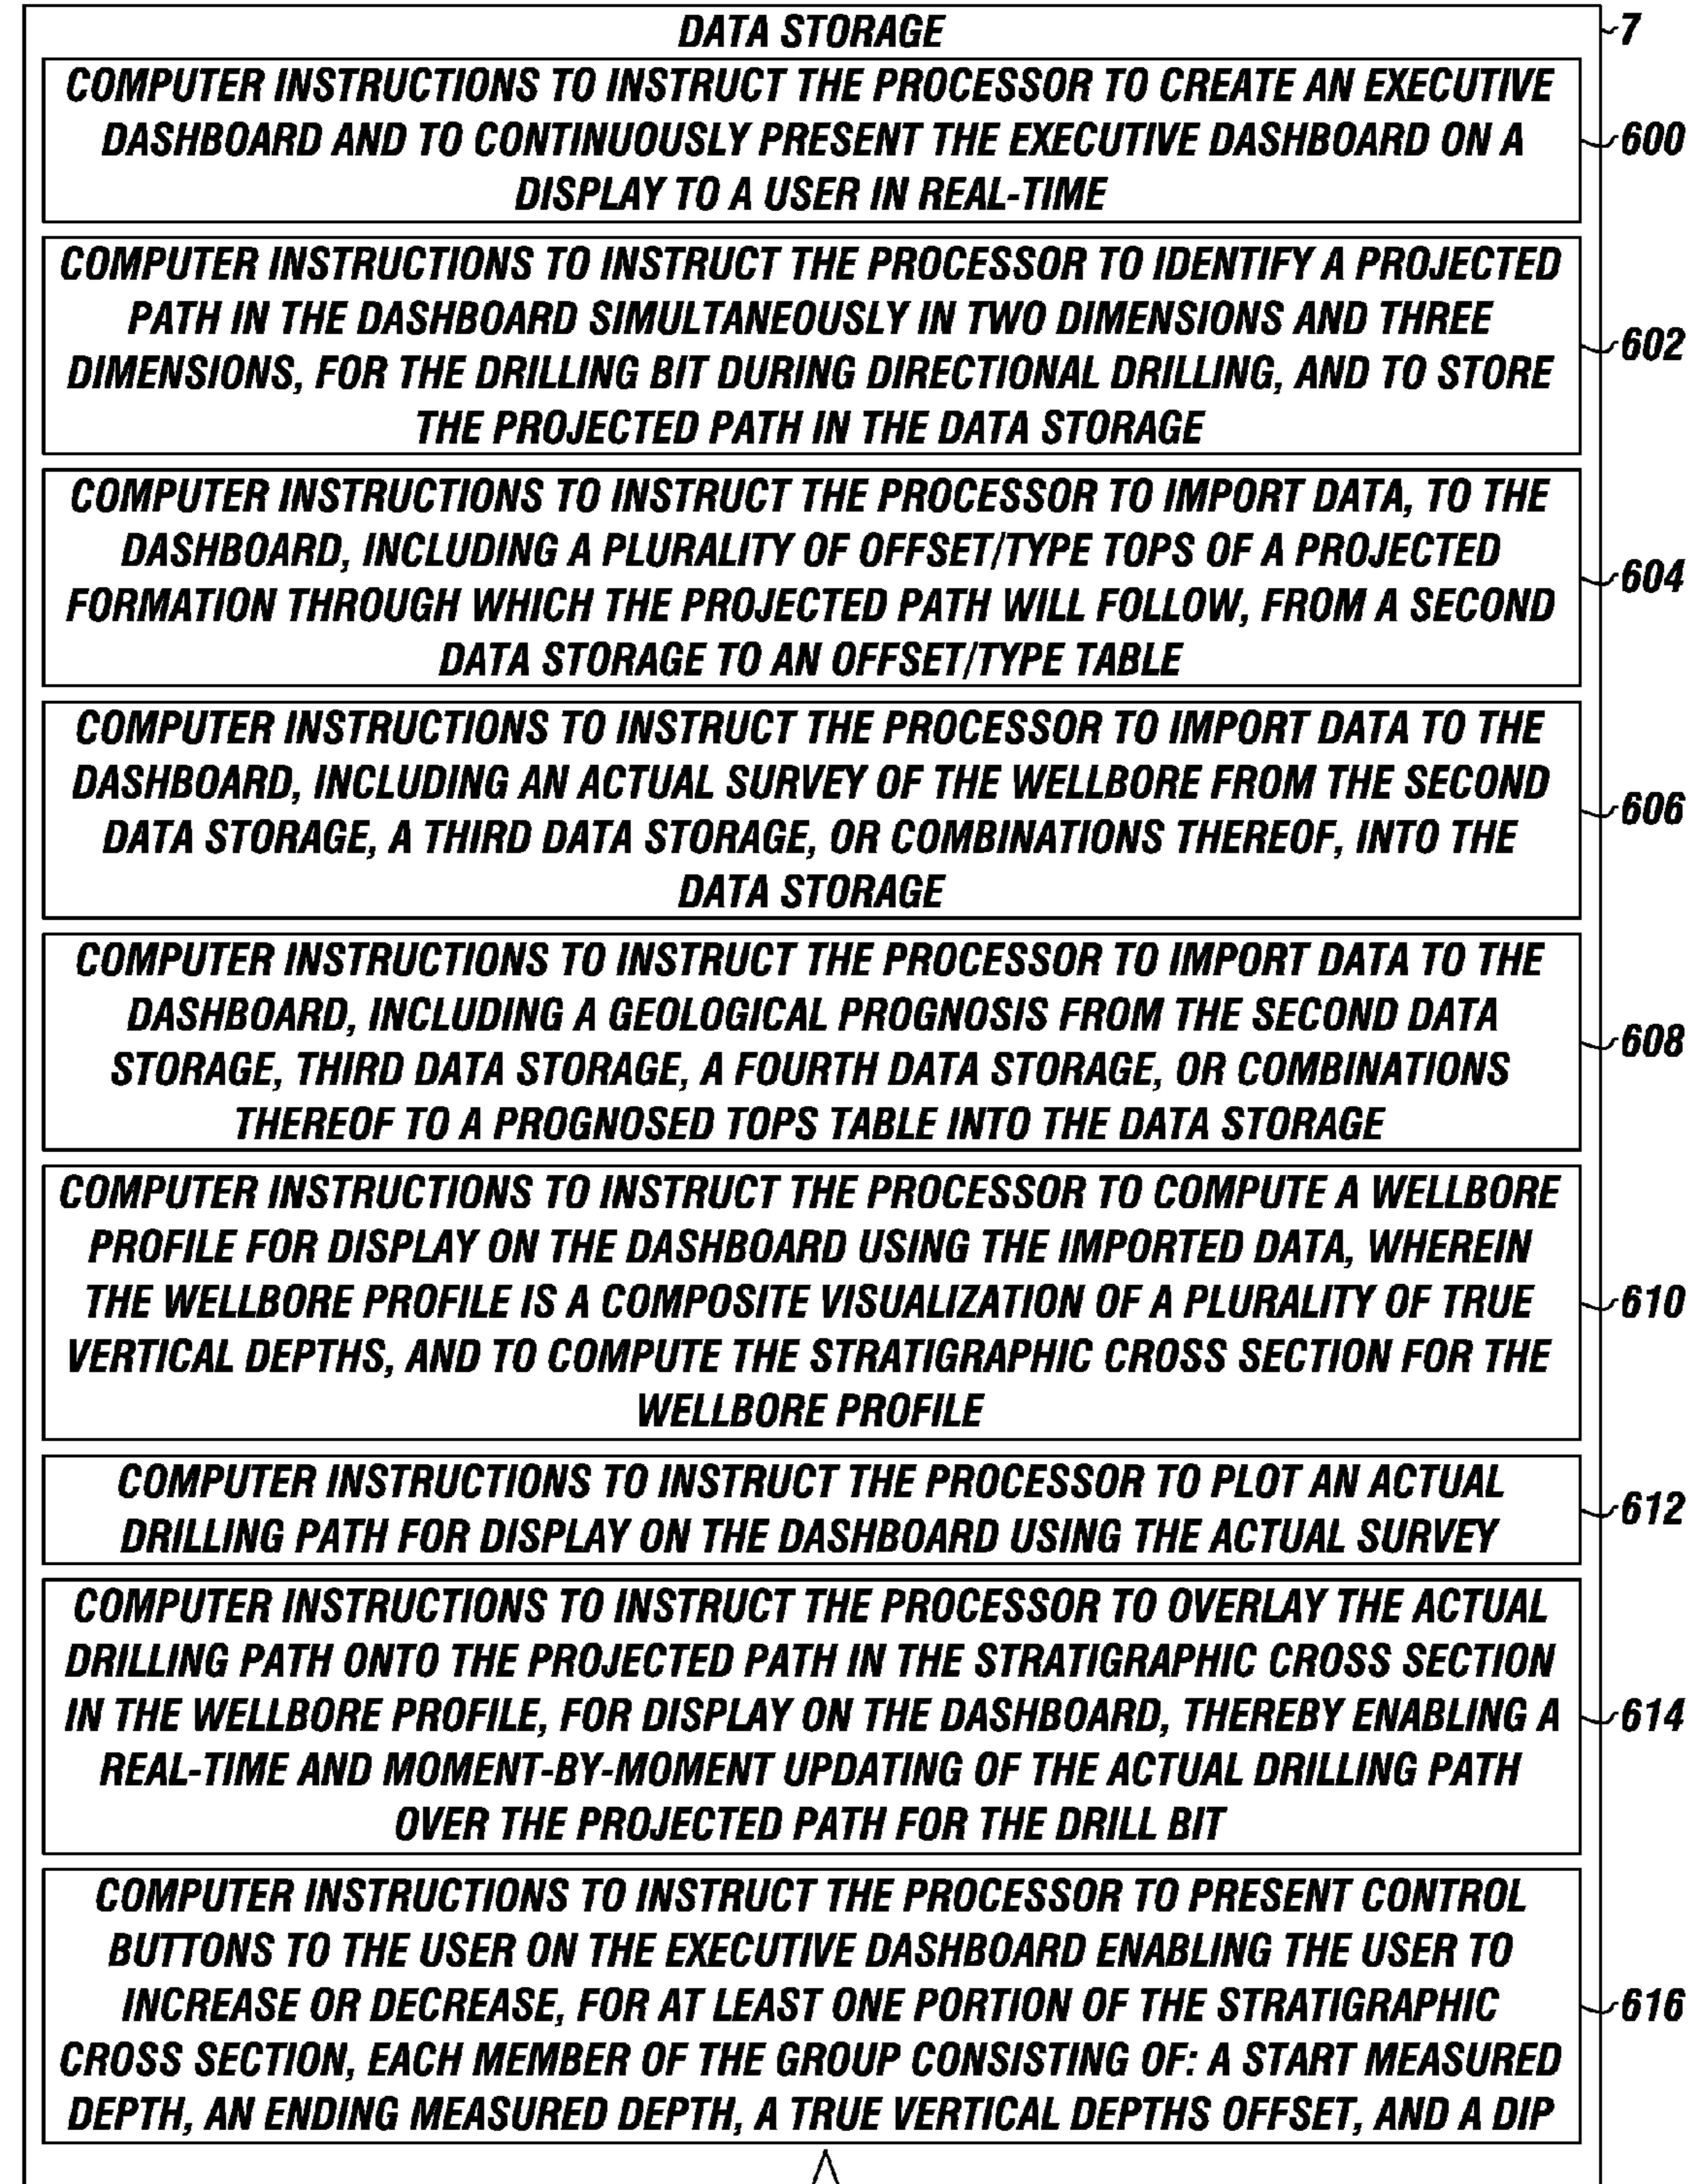 DATA STORAGE
7
COMPUTER INSTRUCTIONS TO INSTRUCT THE PROCESSOR TO CREATE AN EXECUTIVE
DASHBOARD AND TO CONTINUOUSLY PRESENT THE EXECUTIVE DASHBOARD ON A
DISPLAY TO A USER IN REAL-TIME
600
COMPUTER INSTRUCTIONS TO INSTRUCT THE PROCESSOR TO IDENTIFY A PROJECTED
PATH IN THE DASHBOARD SIMULTANEOUSLY IN TWO DIMENSIONS AND THREE
DIMENSIONS, FOR THE DRILLING BIT DURING DIRECTIONAL DRILLING, AND TO STORE
THE PROJECTED PATH IN THE DATA STORAGE
602
COMPUTER INSTRUCTIONS TO INSTRUCT THE PROCESSOR TO IMPORT DATA, TO THE
DASHBOARD, INCLUDING A PLURALITY OF OFFSET/TYPE TOPS OF A PROJECTED
FORMATION THROUGH WHICH THE PROJECTED PATH WILL FOLLOW, FROM A SECOND
DATA STORAGE TO AN OFFSET/TYPE TABLE
604
COMPUTER INSTRUCTIONS TO INSTRUCT THE PROCESSOR TO IMPORT DATA TO THE
DASHBOARD, INCLUDING AN ACTUAL SURVEY OF THE WELLBORE FROM THE SECOND
DATA STORAGE, A THIRD DATA STORAGE, OR COMBINATIONS THEREOF, INTO THE
DATA STORAGE
606
COMPUTER INSTRUCTIONS TO INSTRUCT THE PROCESSOR TO IMPORT DATA TO THE
DASHBOARD, INCLUDING A GEOLOGICAL PROGNOSIS FROM THE SECOND DATA
STORAGE, THIRD DATA STORAGE, A FOURTH DATA STORAGE, OR COMBINATIONS
THEREOF TO A PROGNOSED TOPS TABLE INTO THE DATA STORAGE
608
COMPUTER INSTRUCTIONS TO INSTRUCT THE PROCESSOR TO COMPUTE A WELLBORE
PROFILE FOR DISPLAY ON THE DASHBOARD USING THE IMPORTED DATA, WHEREIN
THE WELLBORE PROFILE IS A COMPOSITE VISUALIZATION OF A PLURALITY OF TRUE
VERTICAL DEPTHS, AND TO COMPUTE THE STRATIGRAPHIC CROSS SECTION FOR THE
WELLBORE PROFILE
610
COMPUTER INSTRUCTIONS TO INSTRUCT THE PROCESSOR TO PLOT AN ACTUAL
DRILLING PATH FOR DISPLAY ON THE DASHBOARD USING THE ACTUAL SURVEY
612
COMPUTER INSTRUCTIONS TO INSTRUCT THE PROCESSOR TO OVERLAY THE ACTUAL
DRILLING PATH ONTO THE PROJECTED PATH IN THE STRATIGRAPHIC CROSS SECTION
IN THE WELLBORE PROFILE, FOR DISPLAY ON THE DASHBOARD, THEREBY ENABLING A
REAL-TIME AND MOMENT-BY-MOMENT UPDATING OF THE ACTUAL DRILLING PATH
OVER THE PROJECTED PATH FOR THE DRILL BIT
614
COMPUTER INSTRUCTIONS TO INSTRUCT THE PROCESSOR TO PRESENT CONTROL
BUTTONS TO THE USER ON THE EXECUTIVE DASHBOARD ENABLING THE USER TO
INCREASE OR DECREASE, FOR AT LEAST ONE PORTION OF THE STRATIGRAPHIC
CROSS SECTION, EACH MEMBER OF THE GROUP CONSISTING OF: A START MEASURED
DEPTH, AN ENDING MEASURED DEPTH, A TRUE VERTICAL DEPTHS OFFSET, AND A DIP
616